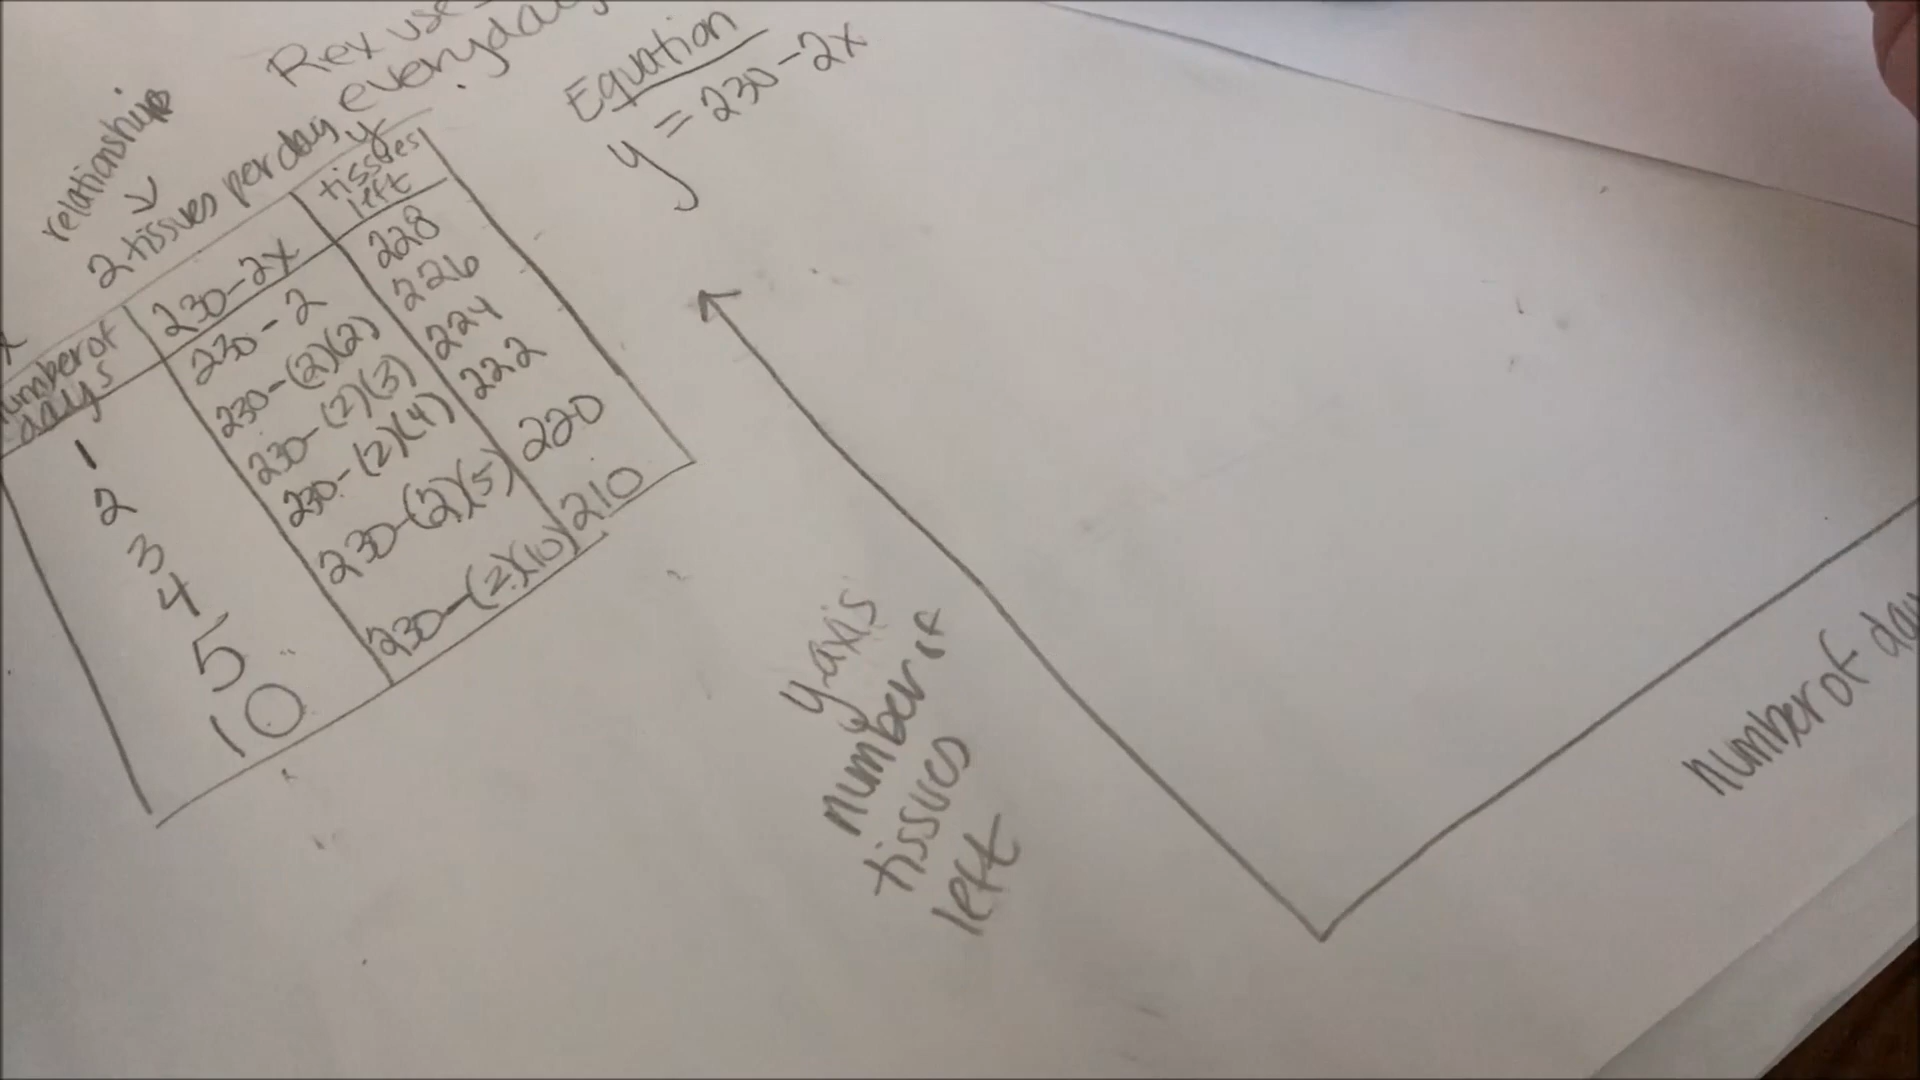 Rex use
everyday
relationship
2 tissues per day
Equation
y = 230-2x
x
number of
days
230-2x
y
tissues
left
1
230-2
228
2
230-(2)(2)
226
3
230-(2)(3)
224
4
230-(2)(4)
222
5
230-(2)(5)
220
10
230-(2)(10)
210
y-axis
number of
tissues
left
number of day